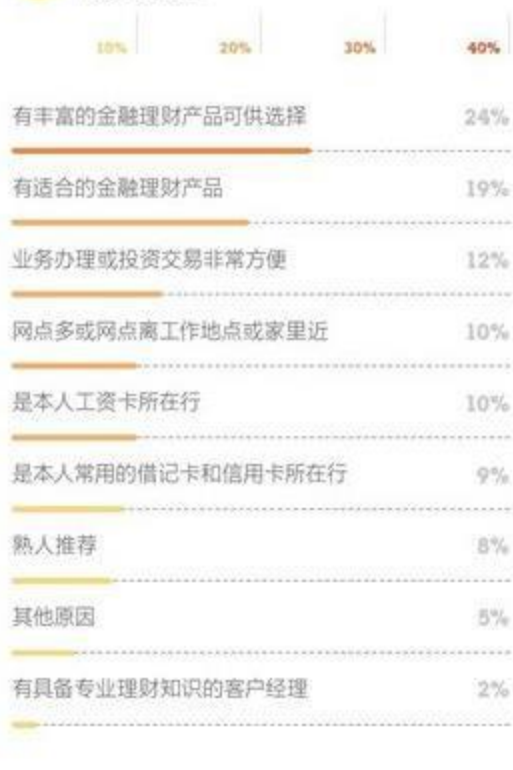 10% 20% 30% 40%
有丰富的金融理财产品可供选择 24%
有适合的金融理财产品 19%
业务办理或投资交易非常方便 12%
网点多或网点离工作地点或家里近 10%
是本人工资卡所在行 10%
是本人常用的借记卡和信用卡所在行 9%
熟人推荐 8%
其他原因 5%
有具备专业理财知识的客户经理 2%